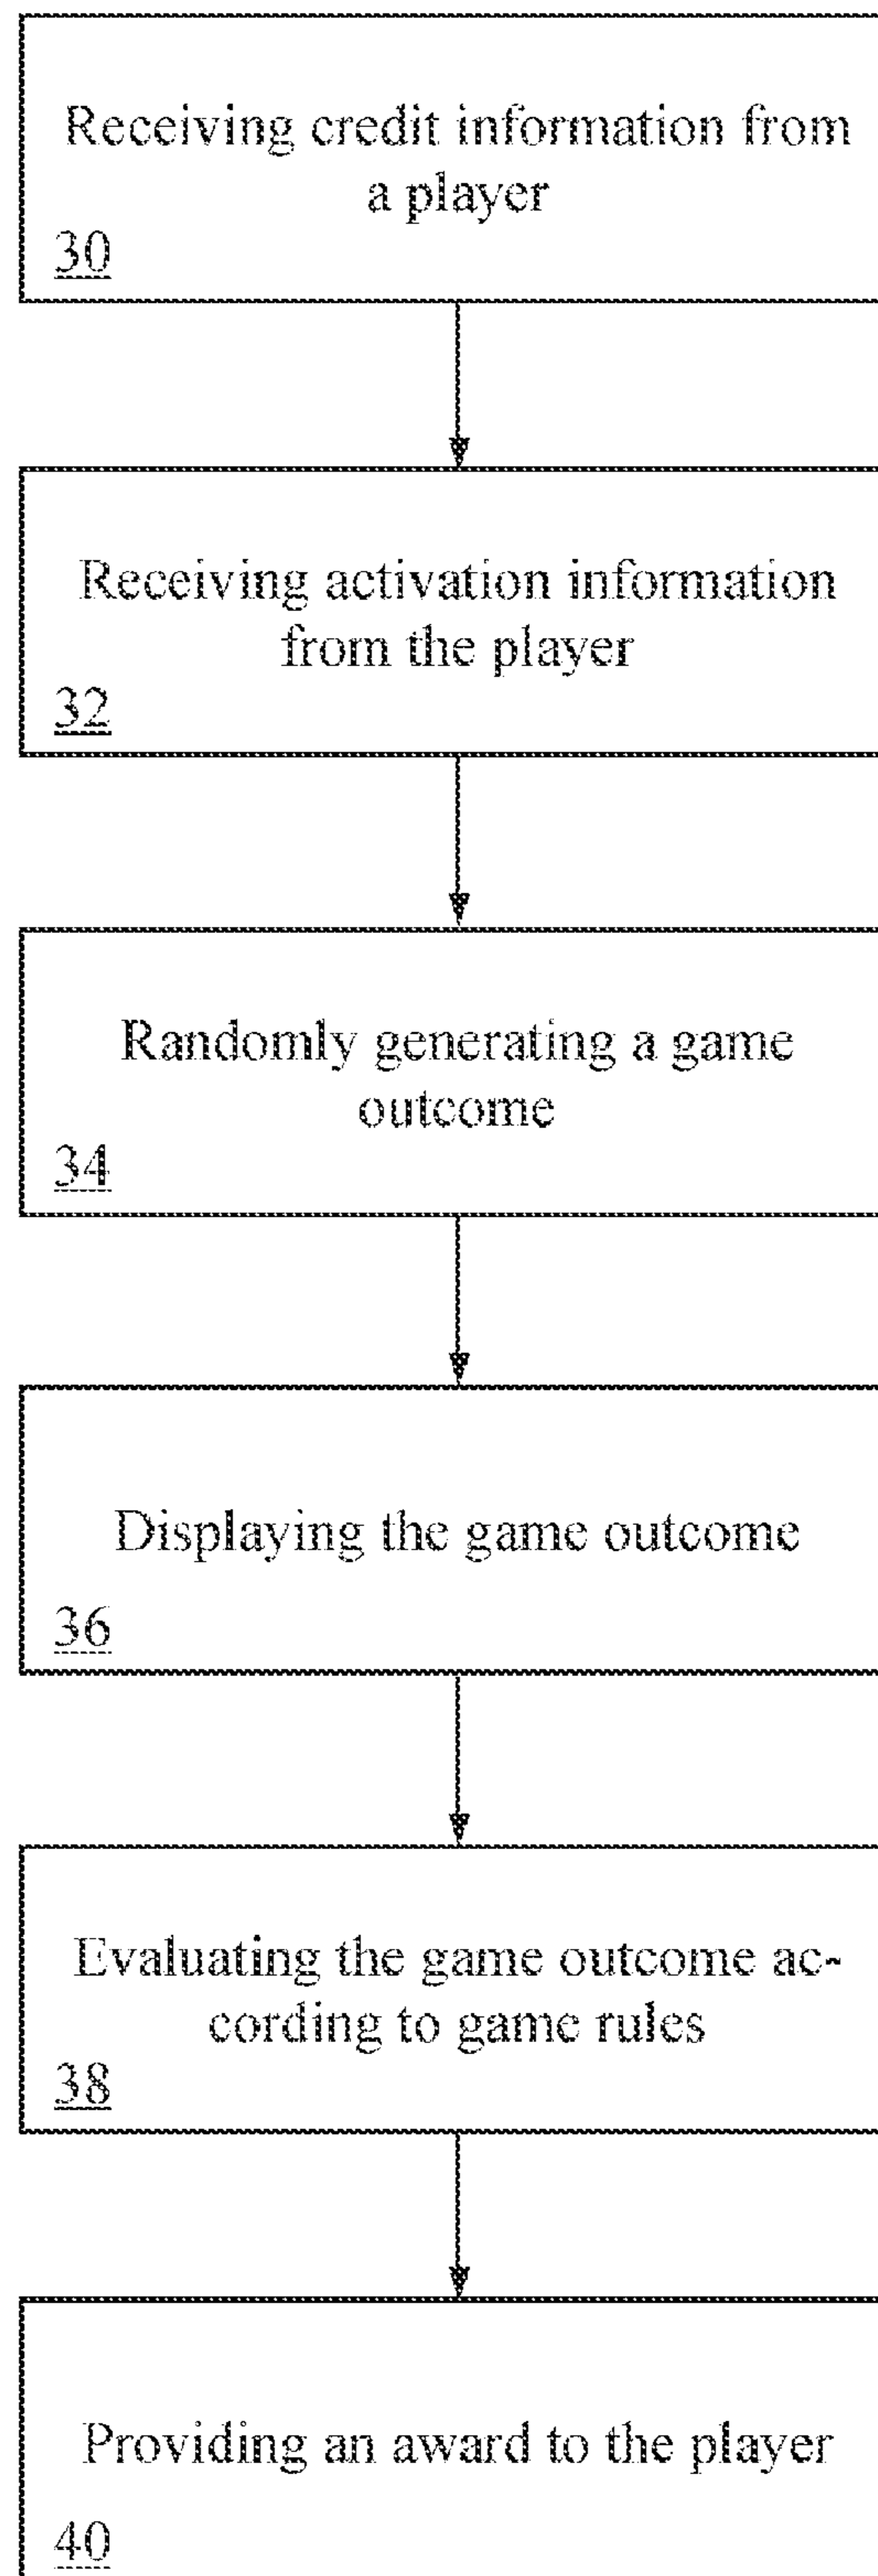 Receiving credit information from
a player
30
Receiving activation information
from the player
32
Randomly generating a game
outcome
34
Displaying the game outcome
36
Evaluating the game outcome ac-
cording to game rules
38
Providing an award to the player
40